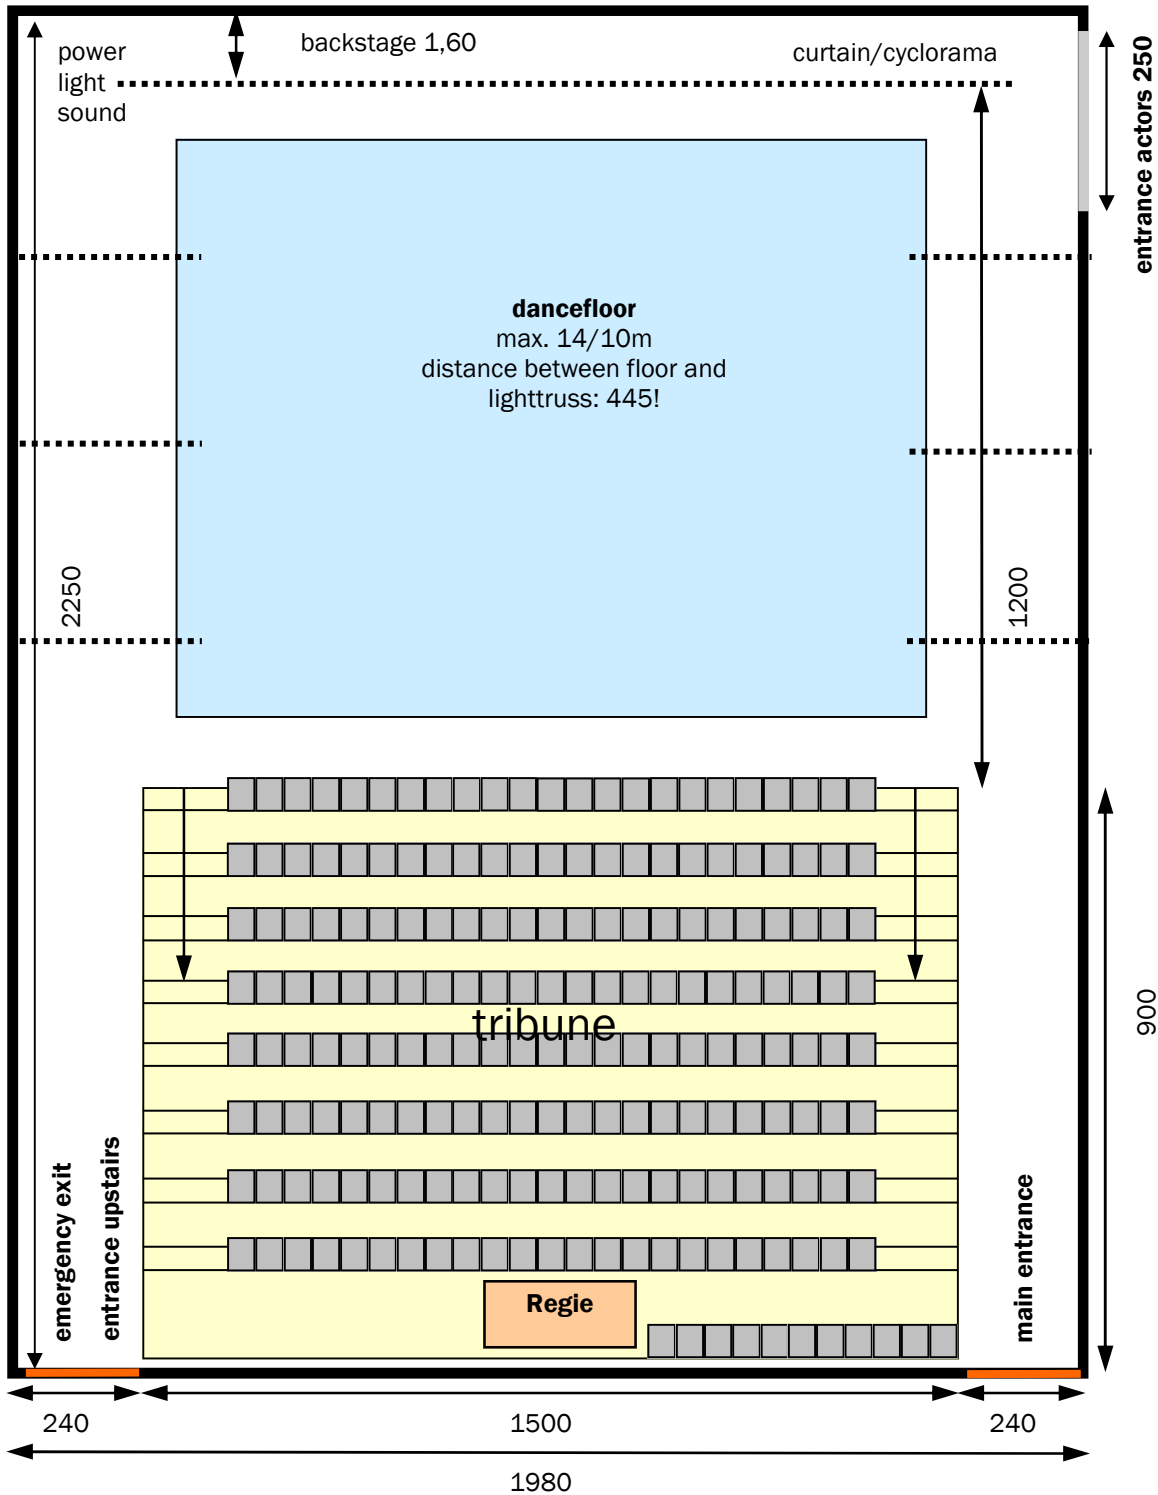 power
light
sound
backstage 1,60
curtain/cyclorama
entrance actors 250
dancefloor
max. 14/10m
distance between floor and
lighttruss: 445!
2250
1200
tribune
900
emergency exit
entrance upstairs
Regie
main entrance
240
1500
240
1980